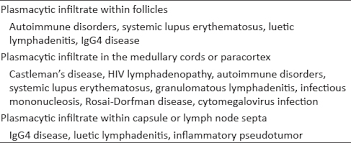 Plasmacytic infiltrate within follicles
Autoimmune disorders, systemic lupus erythematosus, luetic
lymphadenitis, IgG4 disease
Plasmacytic infiltrate in the medullary cords or paracortex
Castleman's disease, HIV lymphadenopathy, autoimmune disorders,
systemic lupus erythematosus, granulomatous lymphadenitis, infectious
mononucleosis, Rosai-Dorfman disease, cytomegalovirus infection
Plasmacytic infiltrate within capsule or lymph node septa
IgG4 disease, luetic lymphadenitis, inflammatory pseudotumor